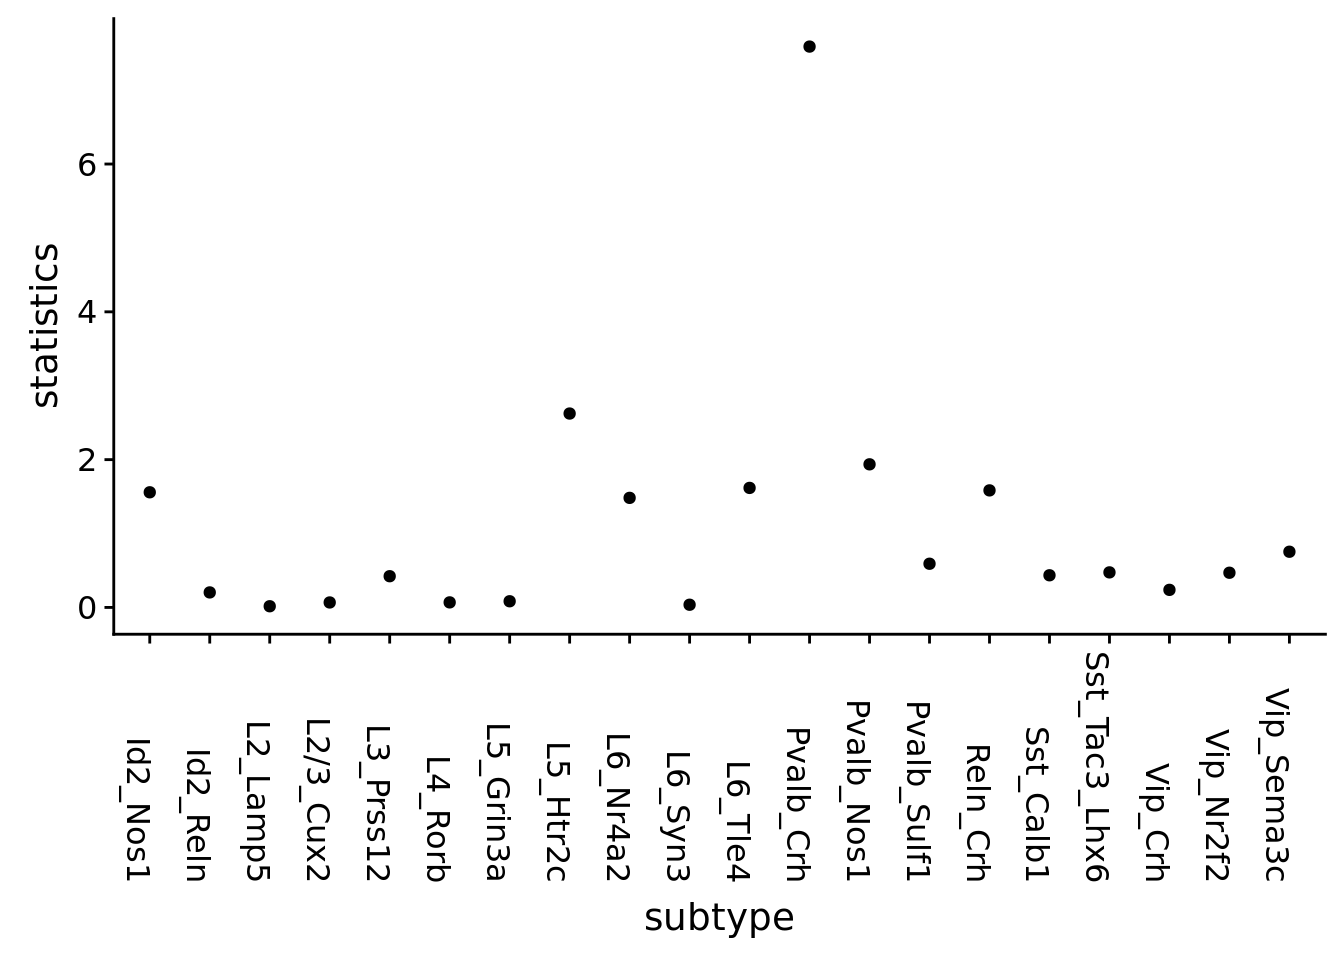 statistics
6
4
2
0
Id2_Nos1
Id2_Reln
L2_Lamp5
L2/3_Cux2
L3_Prss12
L4_Rorb
L5_Grin3a
L5_Htr2c
L6_Nr4a2
L6_Syn3
L6_Tle4
Pvalb_Crh
Pvalb_Nos1
Pvalb_Sulf1
Reln_Crh
Sst_Calb1
Sst_Tac3_Lhx6
Vip_Crh
Vip_Nr2f2
Vip_Sema3c
subtype